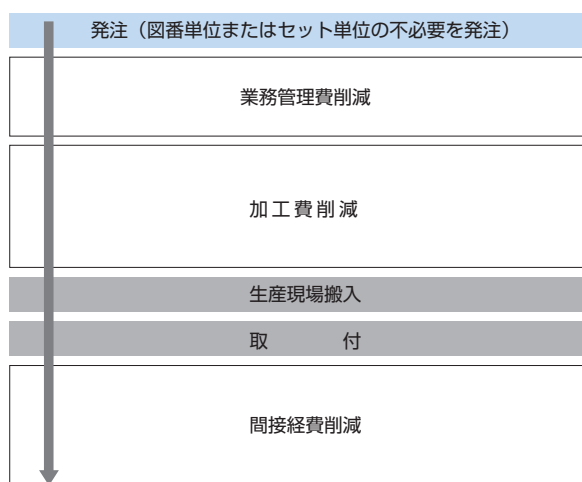 発注（図番単位またはセット単位の不必要を発注）
業務管理費削減
加工費削減
生産現場搬入
取　　　付
間接経費削減